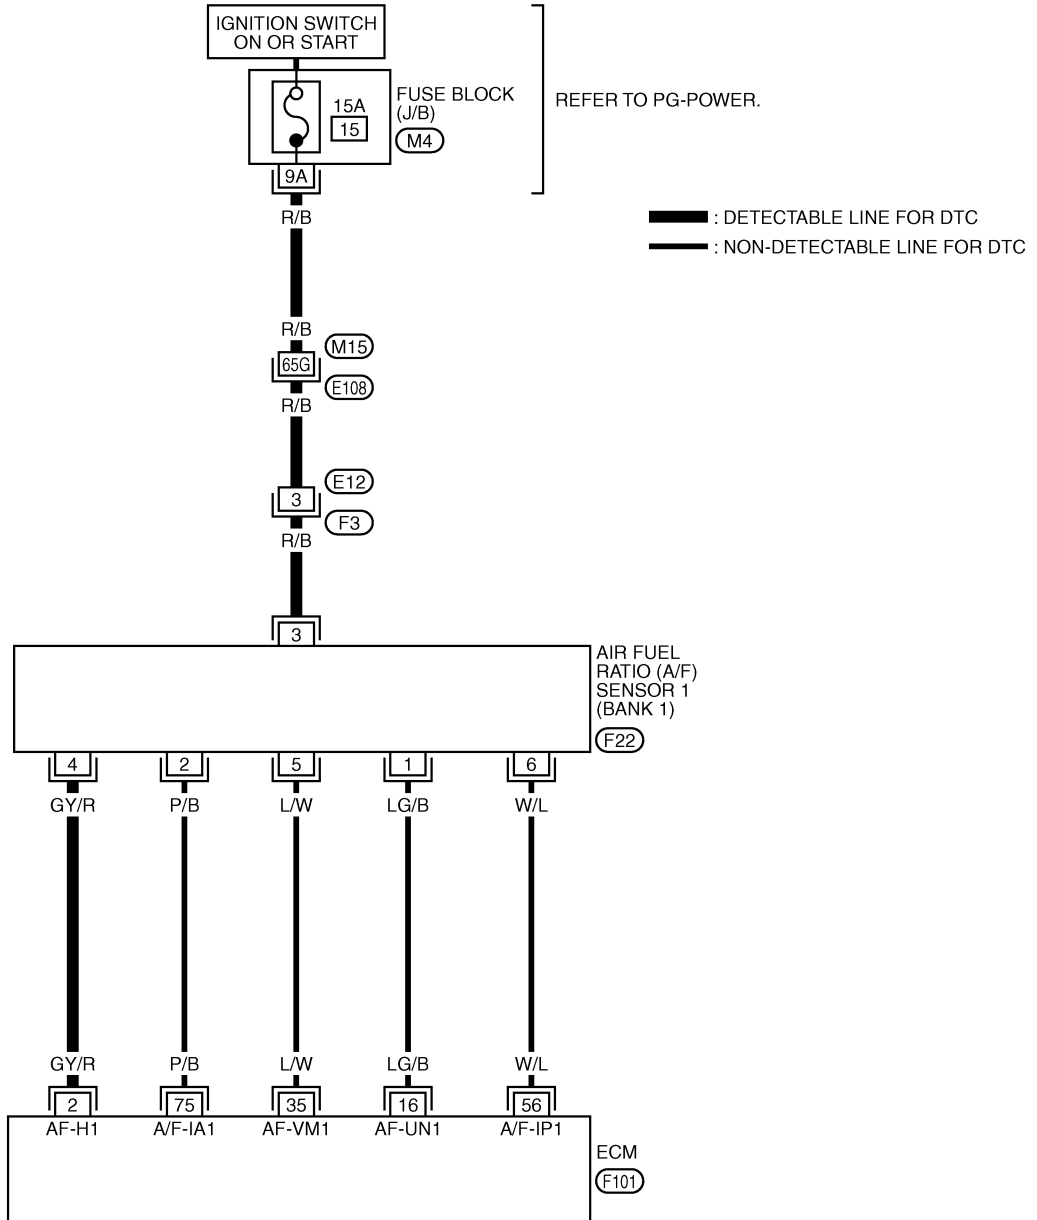 IGNITION SWITCH
ON OR START
FUSE BLOCK
(J/B)
15A
15
M4
REFER TO PG-POWER.
9A
R/B
: DETECTABLE LINE FOR DTC
: NON-DETECTABLE LINE FOR DTC
R/B
M15
65G
E108
R/B
E12
3
F3
R/B
3
AIR FUEL
RATIO (A/F)
SENSOR 1
(BANK 1)
F22
4 2 5 1 6
GY/R P/B L/W LG/B W/L
GY/R P/B L/W LG/B W/L
2 75 35 16 56
AF-H1 A/F-IA1 AF-VM1 AF-UN1 A/F-IP1
ECM
F101